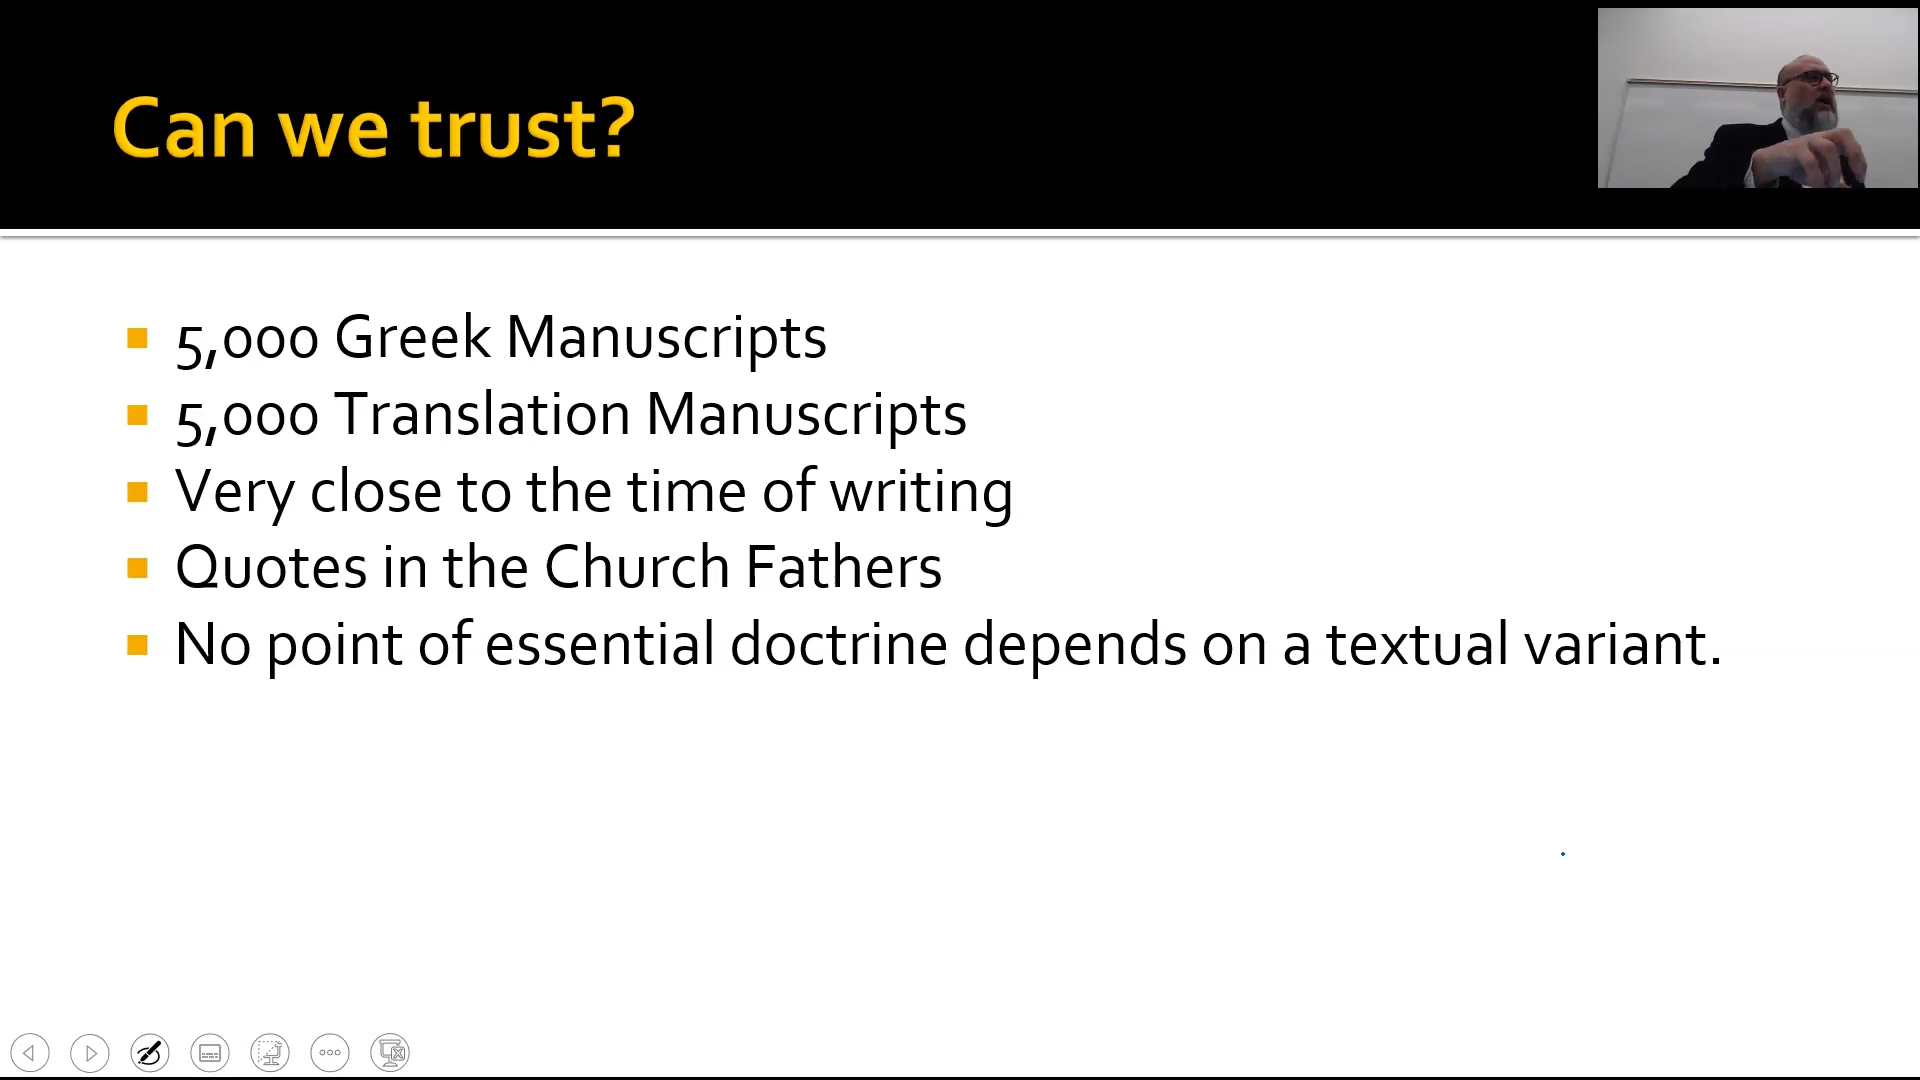 Can we trust?
5,000 Greek Manuscripts
5,000 Translation Manuscripts
Very close to the time of writing
Quotes in the Church Fathers
No point of essential doctrine depends on a textual variant.